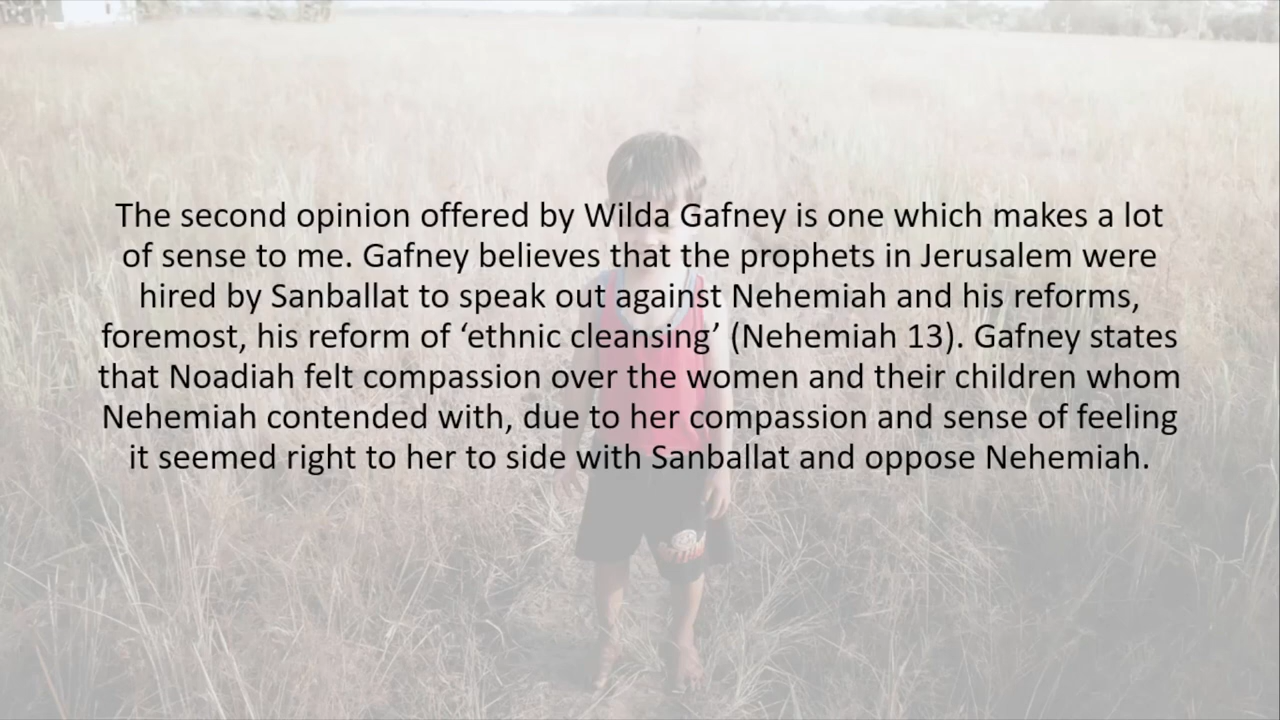 The second opinion offered by Wilda Gafney is one which makes a lot
of sense to me. Gafney believes that the prophets in Jerusalem were
hired by Sanballat to speak out against Nehemiah and his reforms,
foremost, his reform of ‘ethnic cleansing’ (Nehemiah 13). Gafney states
that Noadiah felt compassion over the women and their children whom
Nehemiah contended with, due to her compassion and sense of feeling
it seemed right to her to side with Sanballat and oppose Nehemiah.